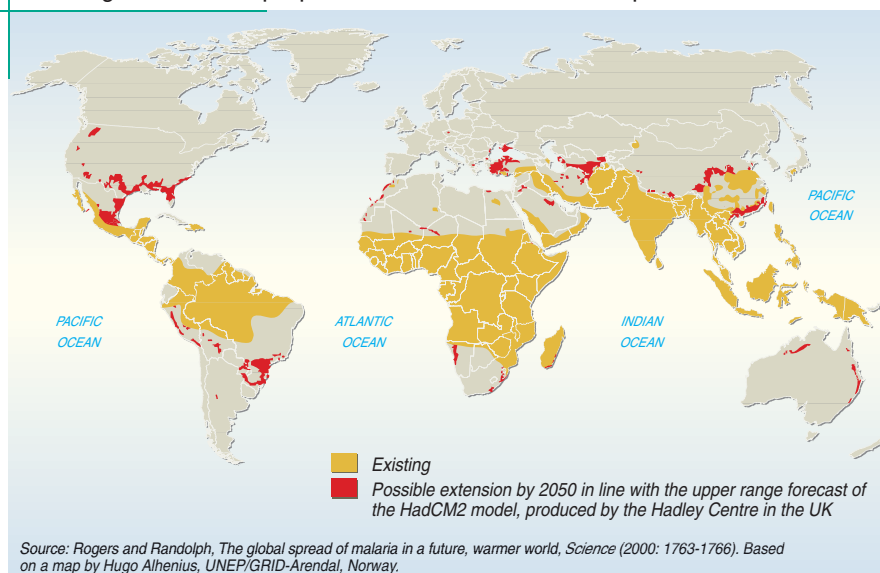 PACIFIC
OCEAN
PACIFIC
OCEAN
ATLANTIC
OCEAN
INDIAN
OCEAN
Existing
Possible extension by 2050 in line with the upper range forecast of
the HadCM2 model, produced by the Hadley Centre in the UK
Source: Rogers and Randolph, The global spread of malaria in a future, warmer world, Science (2000: 1763-1766). Based
on a map by Hugo Alhenius, UNEP/GRID-Arendal, Norway.